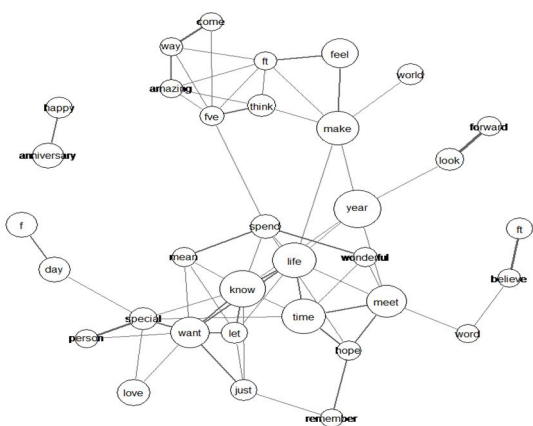 come
way
ft
feel
amazing
world
happy
think
fve
make
forward
anniversary
look
year
f
spend
ft
mean
life
wonderful
day
believe
know
meet
special
time
want
let
word
person
hope
love
just
remember